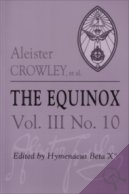 Aleister
CROWLEY, et al.
THE EQUINOX
Vol. III No. 10
Edited by Hymenaeus Beta X°